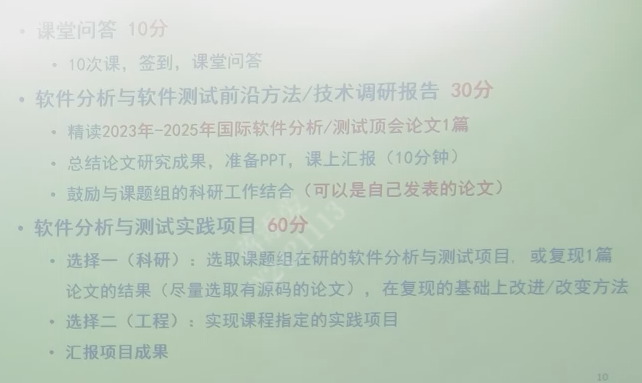 • 课堂问答 10分
• 10次课，签到，课堂问答
• 软件分析与软件测试前沿方法/技术调研报告 30分
• 精读2023年-2025年国际软件分析/测试顶会论文1篇
• 总结论文研究成果，准备PPT，课上汇报（10分钟）
• 鼓励与课题组的科研工作结合（可以是自己发表的论文）
• 软件分析与测试实践项目 60分
• 选择一（科研）：选取课题组在研的软件分析与测试项目，或复现1篇
论文的结果（尽量选取有源码的论文），在复现的基础上改进/改变方法
• 选择二（工程）：实现课程指定的实践项目
• 汇报项目成果
10